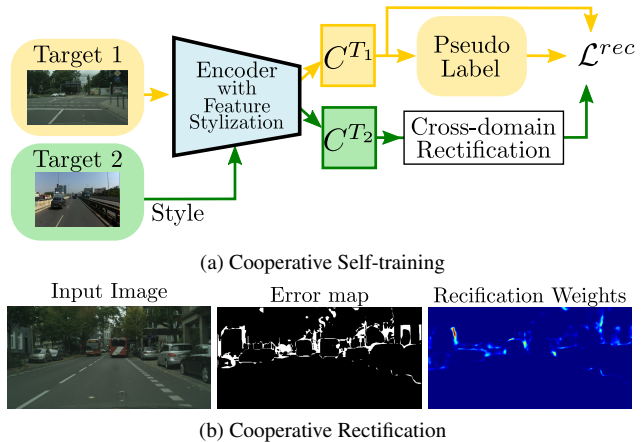 Target 1
Target 2
Encoder
with
Feature
Stylization
Style
C^{T_1}
C^{T_2}
Pseudo
Label
Cross-domain
Rectification
\mathcal{L}^{rec}
(a) Cooperative Self-training
Input Image
Error map
Recification Weights
(b) Cooperative Rectification